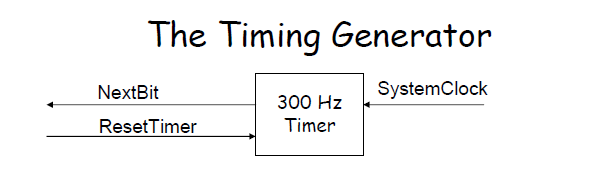 The Timing Generator
NextBit
SystemClock
300 Hz
Timer
ResetTimer